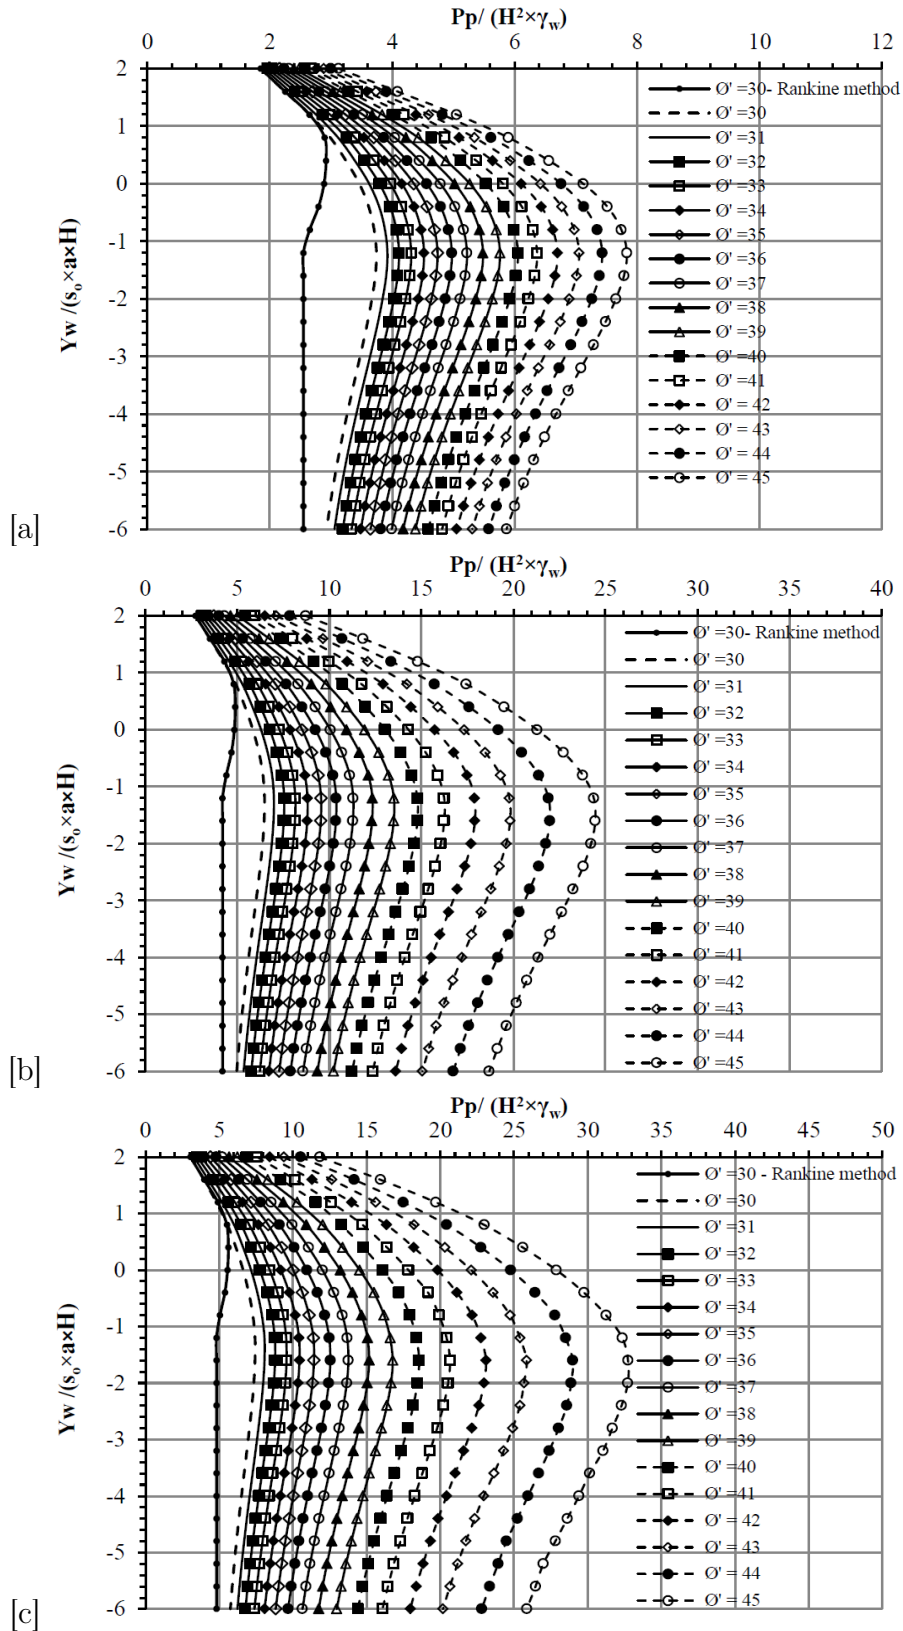 Pp/ (H²×γw)
0 2 4 6 8 10 12
2
1
0
-1
-2
-3
-4
-5
-6
Yw /(so×a×H)
Ø' =30- Rankine method
Ø' =30
Ø' =31
Ø' =32
Ø' =33
Ø' =34
Ø' =35
Ø' =36
Ø' =37
Ø' =38
Ø' =39
Ø' =40
Ø' =41
Ø' = 42
Ø' = 43
Ø' = 44
Ø' = 45
[a]
Pp/ (H²×γw)
0 5 10 15 20 25 30 35 40
2
1
0
-1
-2
-3
-4
-5
-6
Yw /(so×a×H)
Ø' =30- Rankine method
Ø' =30
Ø' =31
Ø' =32
Ø' =33
Ø' =34
Ø' =35
Ø' =36
Ø' =37
Ø' =38
Ø' =39
Ø' =40
Ø' =41
Ø' = 42
Ø' = 43
Ø' = 44
Ø' = 45
[b]
Pp/ (H²×γw)
0 5 10 15 20 25 30 35 40 45 50
2
1
0
-1
-2
-3
-4
-5
-6
Yw /(so×a×H)
Ø' =30 - Rankine method
Ø' =30
Ø' =31
Ø' =32
Ø' =33
Ø' =34
Ø' =35
Ø' =36
Ø' =37
Ø' =38
Ø' =39
Ø' =40
Ø' =41
Ø' = 42
Ø' = 43
Ø' = 44
Ø' = 45
[c]